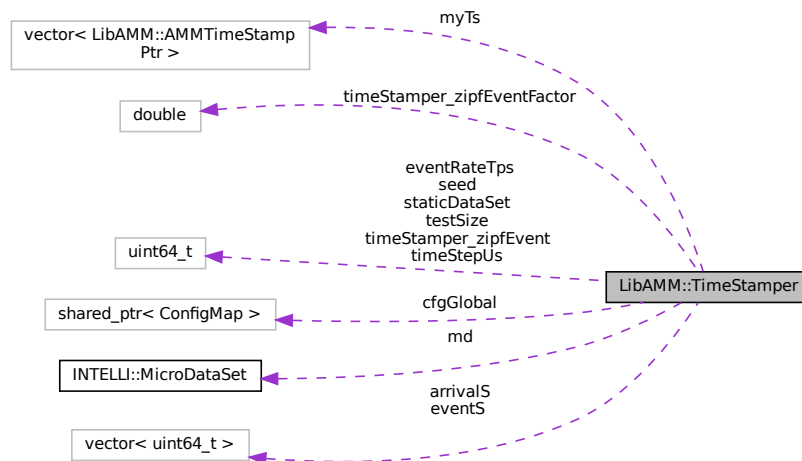 myTs
vector< LibAMM::AMMTimeStamp
Ptr >
timeStamper_zipfEventFactor
double
eventRateTps
seed
staticDataSet
testSize
timeStamper_zipfEvent
timeStepUs
uint64_t
LibAMM::TimeStamper
cfgGlobal
shared_ptr< ConfigMap >
md
INTELLI::MicroDataSet
arrivalS
eventS
vector< uint64_t >